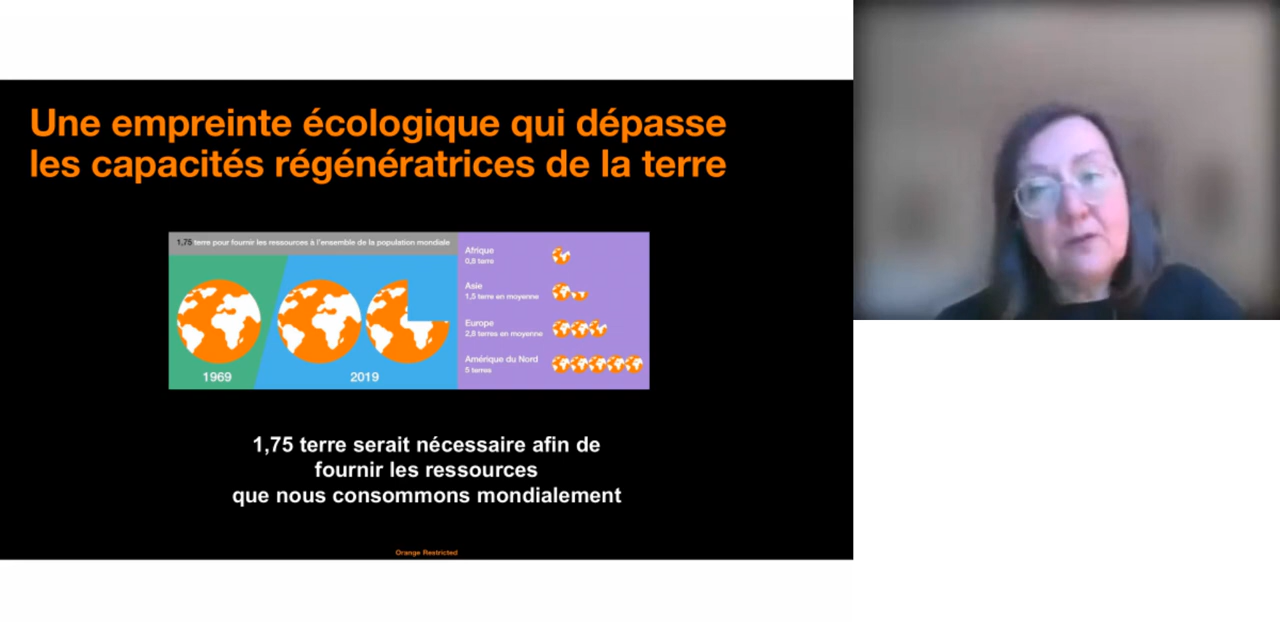 Une empreinte écologique qui dépasse
les capacités régénératrices de la terre
1,75 terre pour fournir les ressources à l'ensemble de la population mondiale
1969
2019
Afrique
0,8 terre
Asie
1,5 terre en moyenne
Europe
2,8 terres en moyenne
Amérique du Nord
5 terres
1,75 terre serait nécessaire afin de
fournir les ressources
que nous consommons mondialement
Orange Restricted